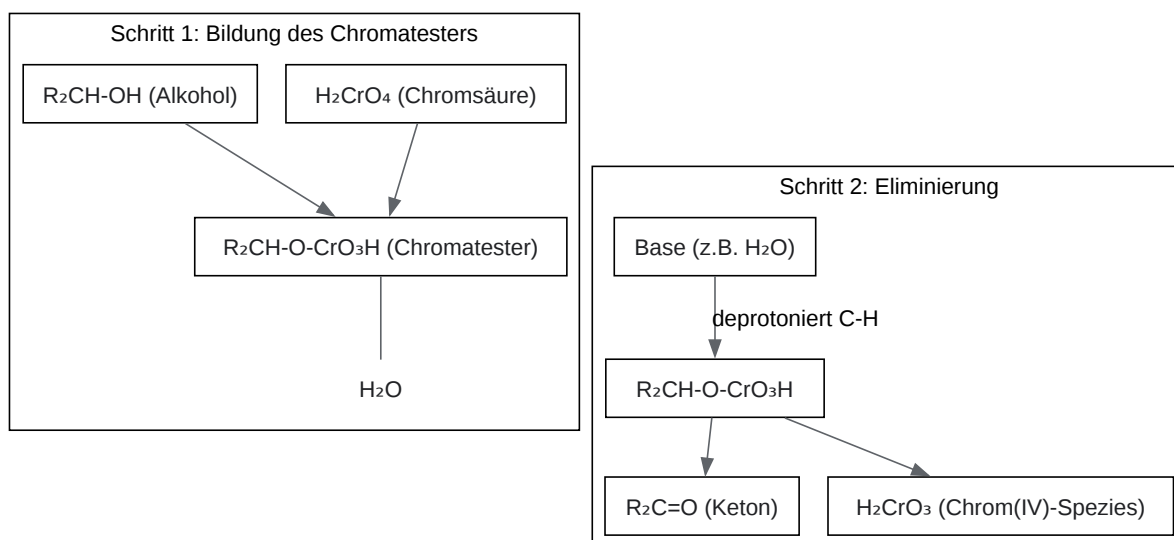 Schritt 1: Bildung des Chromatesters
R₂CH-OH (Alkohol)
H₂CrO₄ (Chromsäure)
R₂CH-O-CrO₃H (Chromatester)
H₂O
Schritt 2: Eliminierung
Base (z.B. H₂O)
deprotoniert C-H
R₂CH-O-CrO₃H
R₂C=O (Keton)
H₂CrO₃ (Chrom(IV)-Spezies)